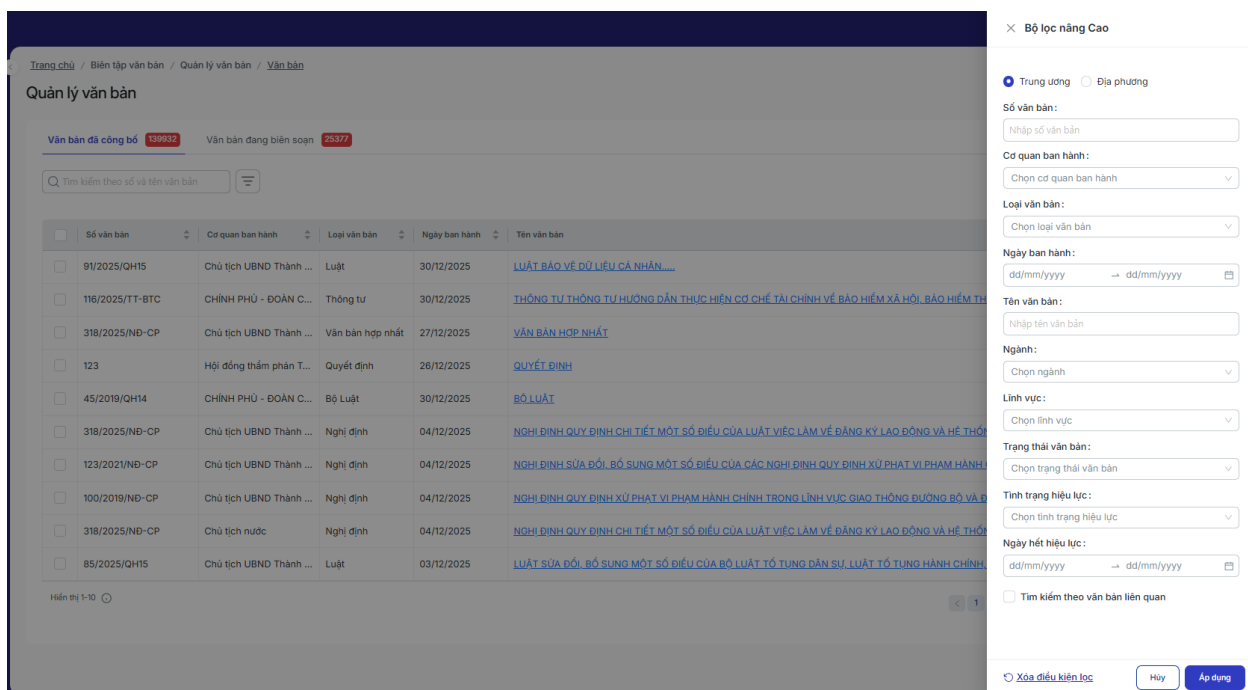 Bộ lọc nâng Cao
Trang chủ / Biên tập văn bản / Quản lý văn bản / Văn bản
Quản lý văn bản
Văn bản đã công bố 139932 Văn bản đang biên soạn 25377
Tìm kiếm theo số và tên văn bản
Số văn bản Cơ quan ban hành Loại văn bản Ngày ban hành Tên văn bản
91/2025/QH15 Chủ tịch UBND Thành ... Luật 30/12/2025 LUẬT BẢO VỆ DỮ LIỆU CÁ NHÂN.....
116/2025/TT-BTC CHÍNH PHỦ - ĐOÀN C... Thông tư 30/12/2025 THÔNG TƯ THÔNG TƯ HƯỚNG DẪN THỰC HIỆN CƠ CHẾ TÀI CHÍNH VỀ BẢO HIỂM XÃ HỘI, BẢO HIỂM TH
318/2025/NĐ-CP Chủ tịch UBND Thành ... Văn bản hợp nhất 27/12/2025 VĂN BẢN HỢP NHẤT
123 Hội đồng thẩm phán T... Quyết định 26/12/2025 QUYẾT ĐỊNH
45/2019/QH14 CHÍNH PHỦ - ĐOÀN C... Bộ Luật 30/12/2025 BỘ LUẬT
318/2025/NĐ-CP Chủ tịch UBND Thành ... Nghị định 04/12/2025 NGHỊ ĐỊNH QUY ĐỊNH CHI TIẾT MỘT SỐ ĐIỀU CỦA LUẬT VIỆC LÀM VỀ ĐĂNG KÝ LAO ĐỘNG VÀ HỆ THỐN
123/2021/NĐ-CP Chủ tịch UBND Thành ... Nghị định 04/12/2025 NGHỊ ĐỊNH SỬA ĐỔI, BỔ SUNG MỘT SỐ ĐIỀU CỦA CÁC NGHỊ ĐỊNH QUY ĐỊNH XỬ PHẠT VI PHẠM HÀNH
100/2019/NĐ-CP Chủ tịch UBND Thành ... Nghị định 04/12/2025 NGHỊ ĐỊNH QUY ĐỊNH XỬ PHẠT VI PHẠM HÀNH CHÍNH TRONG LĨNH VỰC GIAO THÔNG ĐƯỜNG BỘ VÀ Đ
318/2025/NĐ-CP Chủ tịch nước Nghị định 04/12/2025 NGHỊ ĐỊNH QUY ĐỊNH CHI TIẾT MỘT SỐ ĐIỀU CỦA LUẬT VIỆC LÀM VỀ ĐĂNG KÝ LAO ĐỘNG VÀ HỆ THỐN
85/2025/QH15 Chủ tịch UBND Thành ... Luật 03/12/2025 LUẬT SỬA ĐỔI, BỔ SUNG MỘT SỐ ĐIỀU CỦA BỘ LUẬT TỐ TỤNG DÂN SỰ, LUẬT TỐ TỤNG HÀNH CHÍNH,
Hiển thị 1-10
1
Trung ương Địa phương
Số văn bản:
Nhập số văn bản
Cơ quan ban hành:
Chọn cơ quan ban hành
Loại văn bản:
Chọn loại văn bản
Ngày ban hành:
dd/mm/yyyy → dd/mm/yyyy
Tên văn bản:
Nhập tên văn bản
Ngành:
Chọn ngành
Lĩnh vực:
Chọn lĩnh vực
Trạng thái văn bản:
Chọn trạng thái văn bản
Tình trạng hiệu lực:
Chọn tình trạng hiệu lực
Ngày hết hiệu lực:
dd/mm/yyyy → dd/mm/yyyy
Tìm kiếm theo văn bản liên quan
Xóa điều kiện lọc Hủy Áp dụng